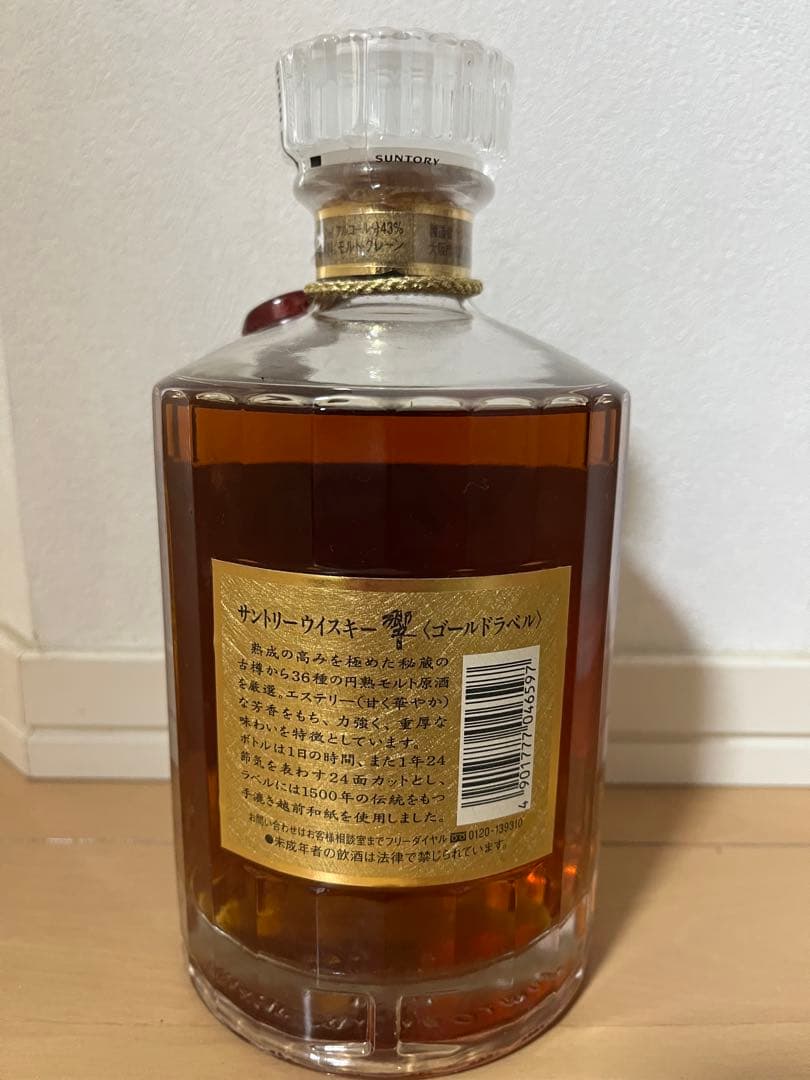 SUNTORY
アルコール分43%
モルト・グレーン
サントリーウイスキー 響〈ゴールドラベル〉
熟成の高みを極めた秘蔵の
古樽から36種の円熟モルト原酒
を厳選。エステリー(甘く華やか)
な芳香をもち、力強く、重厚な
味わいを特徴としています。
ボトルは1日の時間、また1年24
節気を表わす24面カットとし、
ラベルには1500年の伝統をもつ
手漉き越前和紙を使用しました。
お問い合わせはお客様相談室までフリーダイヤル 0120-139310
●未成年者の飲酒は法律で禁じられています。
4 901777 046597